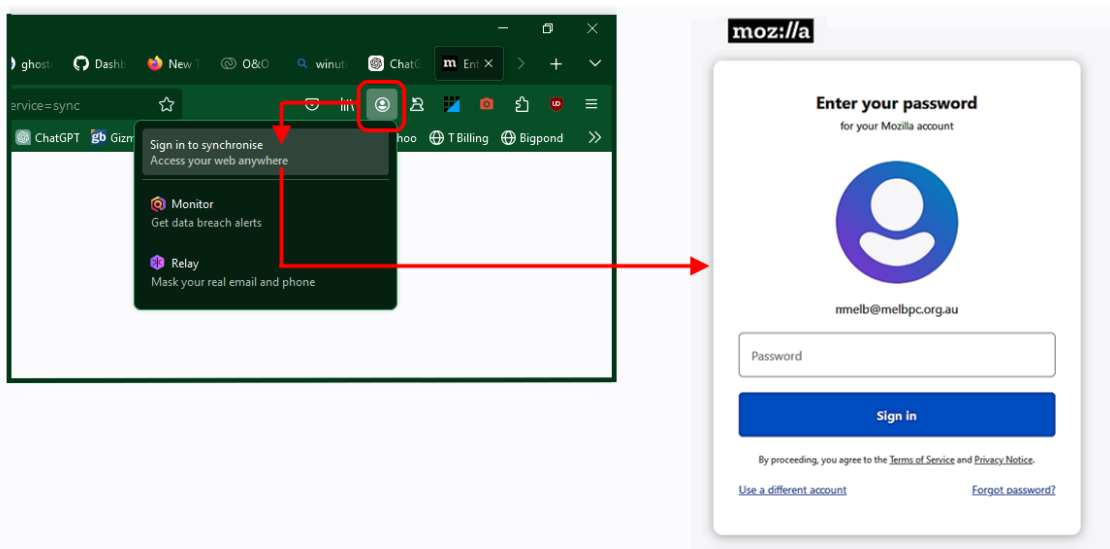 ghost
Dashb
New T
O&O
winuti
ChatG
m Ent
ervice=sync
ChatGPT
gb Gizm
hoo
T Billing
Bigpond
Sign in to synchronise
Access your web anywhere
Monitor
Get data breach alerts
Relay
Mask your real email and phone
moz://a
Enter your password
for your Mozilla account
nmelb@melbpc.org.au
Password
Sign in
By proceeding, you agree to the Terms of Service and Privacy Notice.
Use a different account
Forgot password?